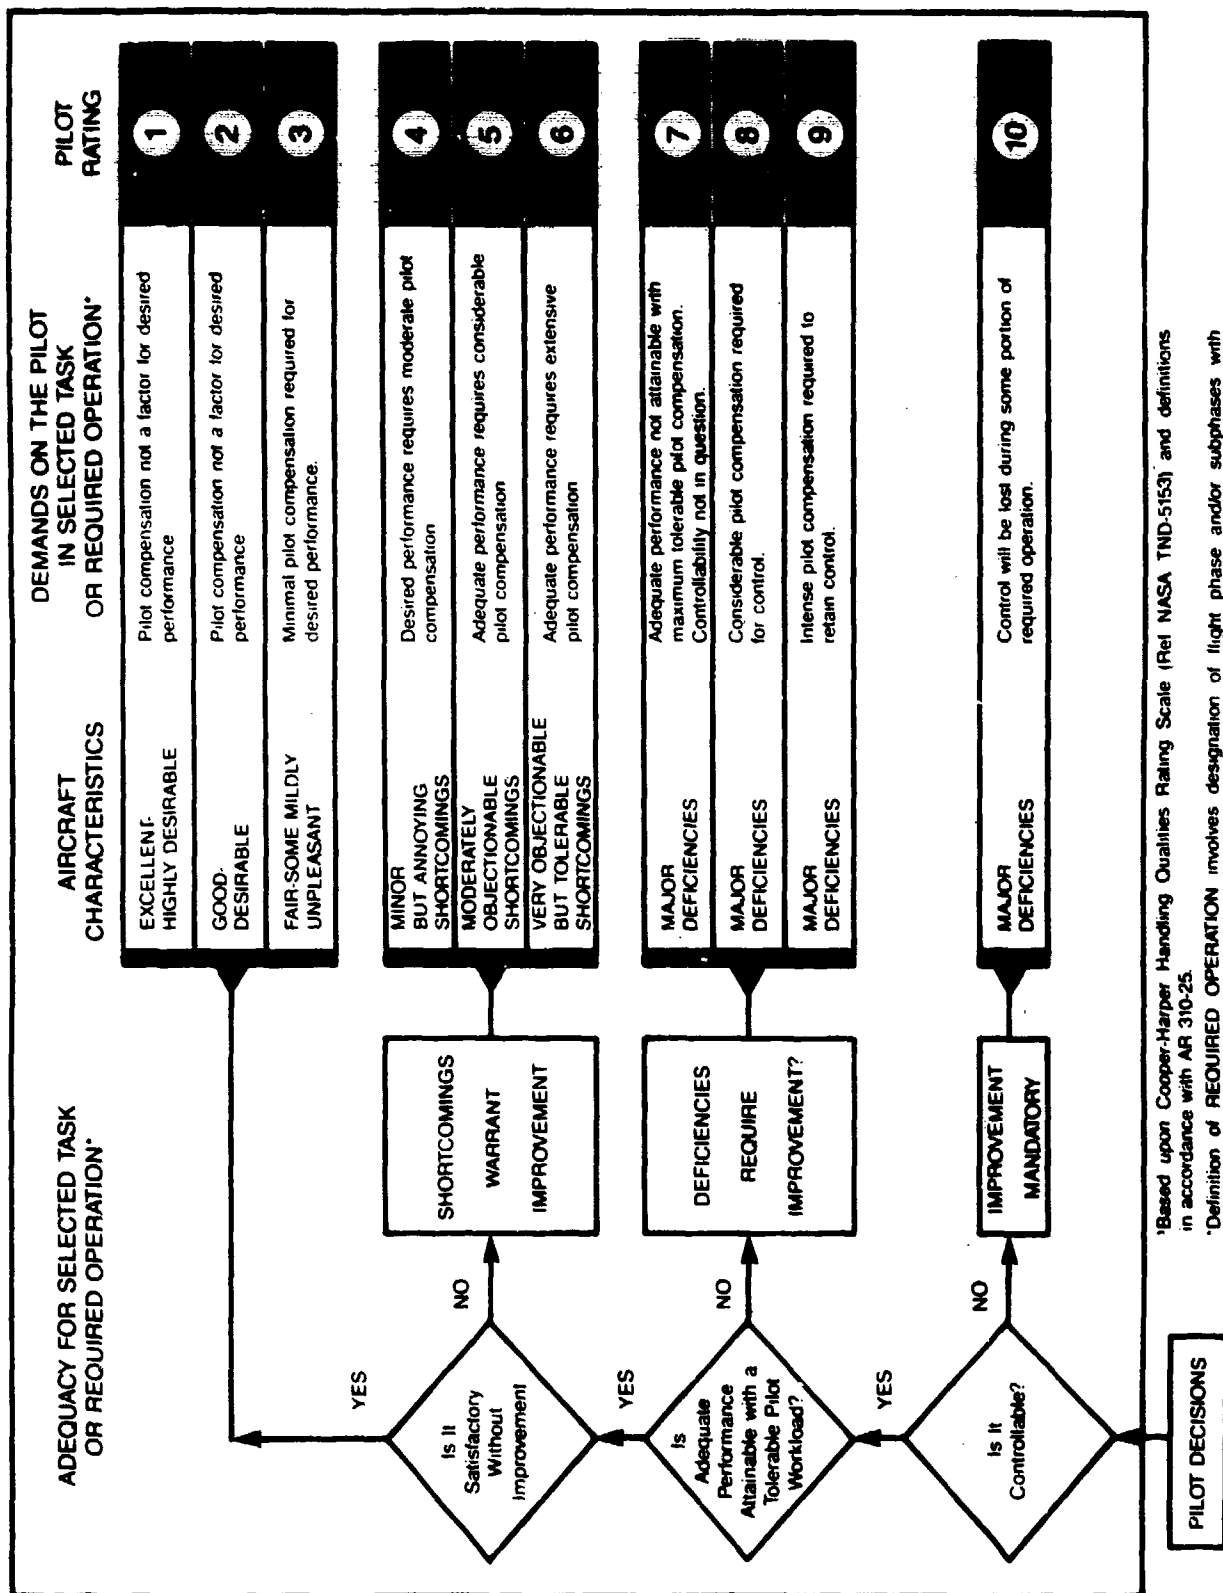 ADEQUACY FOR SELECTED TASK
OR REQUIRED OPERATION*
AIRCRAFT
CHARACTERISTICS
DEMANDS ON THE PILOT
IN SELECTED TASK
OR REQUIRED OPERATION*
PILOT
RATING
EXCELLENT-
HIGHLY DESIRABLE
Pilot compensation not a factor for desired
performance
1
GOOD-
DESIRABLE
Pilot compensation not a factor for desired
performance
2
FAIR-SOME MILDLY
UNPLEASANT
Minimal pilot compensation required for
desired performance.
3
YES
Is It
Satisfactory
Without
Improvement
NO
SHORTCOMINGS
WARRANT
IMPROVEMENT
MINOR
BUT ANNOYING
SHORTCOMINGS
Desired performance requires moderate pilot
compensation
4
MODERATELY
OBJECTIONABLE
SHORTCOMINGS
Adequate performance requires considerable
pilot compensation
5
VERY OBJECTIONABLE
BUT TOLERABLE
SHORTCOMINGS
Adequate performance requires extensive
pilot compensation
6
YES
Is
Adequate
Performance
Attainable with a
Tolerable Pilot
Workload?
NO
DEFICIENCIES
REQUIRE
IMPROVEMENT?
MAJOR
DEFICIENCIES
Adequate performance not attainable with
maximum tolerable pilot compensation.
Controllability not in question.
7
MAJOR
DEFICIENCIES
Considerable pilot compensation required
for control.
8
MAJOR
DEFICIENCIES
Intense pilot compensation required to
retain control.
9
YES
Is It
Controllable?
NO
IMPROVEMENT
MANDATORY
MAJOR
DEFICIENCIES
Control will be lost during some portion of
required operation.
10
PILOT DECISIONS
¹Based upon Cooper-Harper Handling Qualities Rating Scale (Ref NASA TND-5153) and definitions
in accordance with AR 310-25.
*Definition of REQUIRED OPERATION involves designation of flight phase and/or subphases with